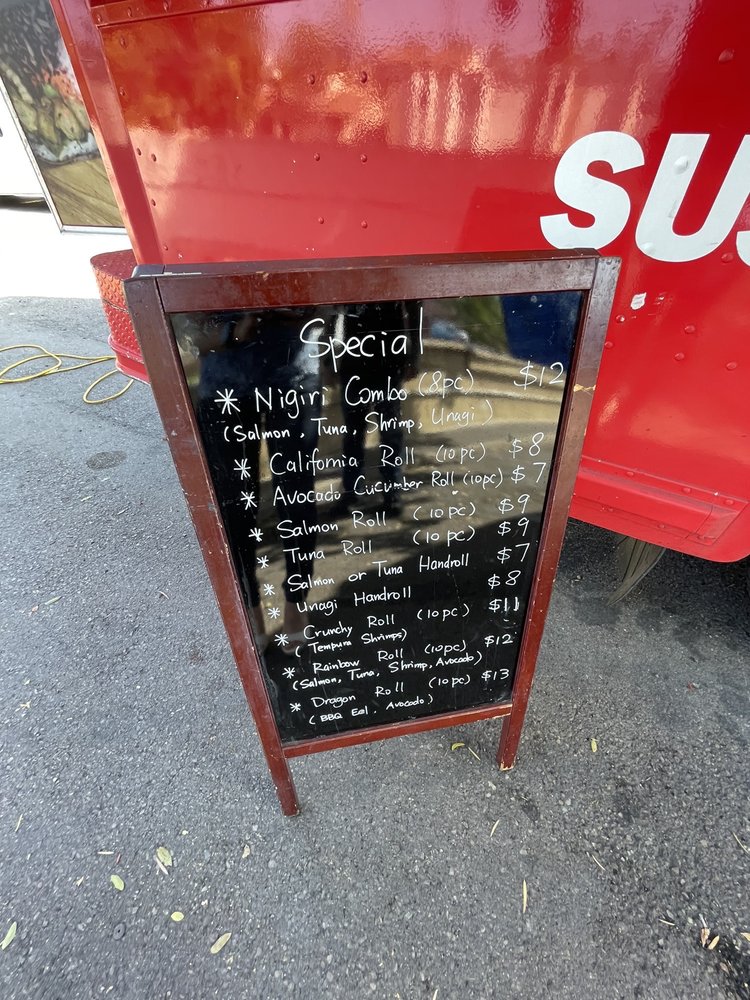 SUS
Special
* Nigiri Combo (8pc) $12
(Salmon, Tuna, Shrimp, Unagi)
* California Roll (10pc) $8
* Avocado Cucumber Roll (10pc) $7
* Salmon Roll (10pc) $9
* Tuna Roll (10pc) $9
* Salmon or Tuna Handroll $7
* Unagi Handroll $8
* Crunchy Roll (10pc) $11
(Tempura Shrimps)
* Rainbow Roll (10pc) $12
(Salmon, Tuna, Shrimp, Avocado)
* Dragon Roll (10pc) $13
(BBQ Eel, Avocado)